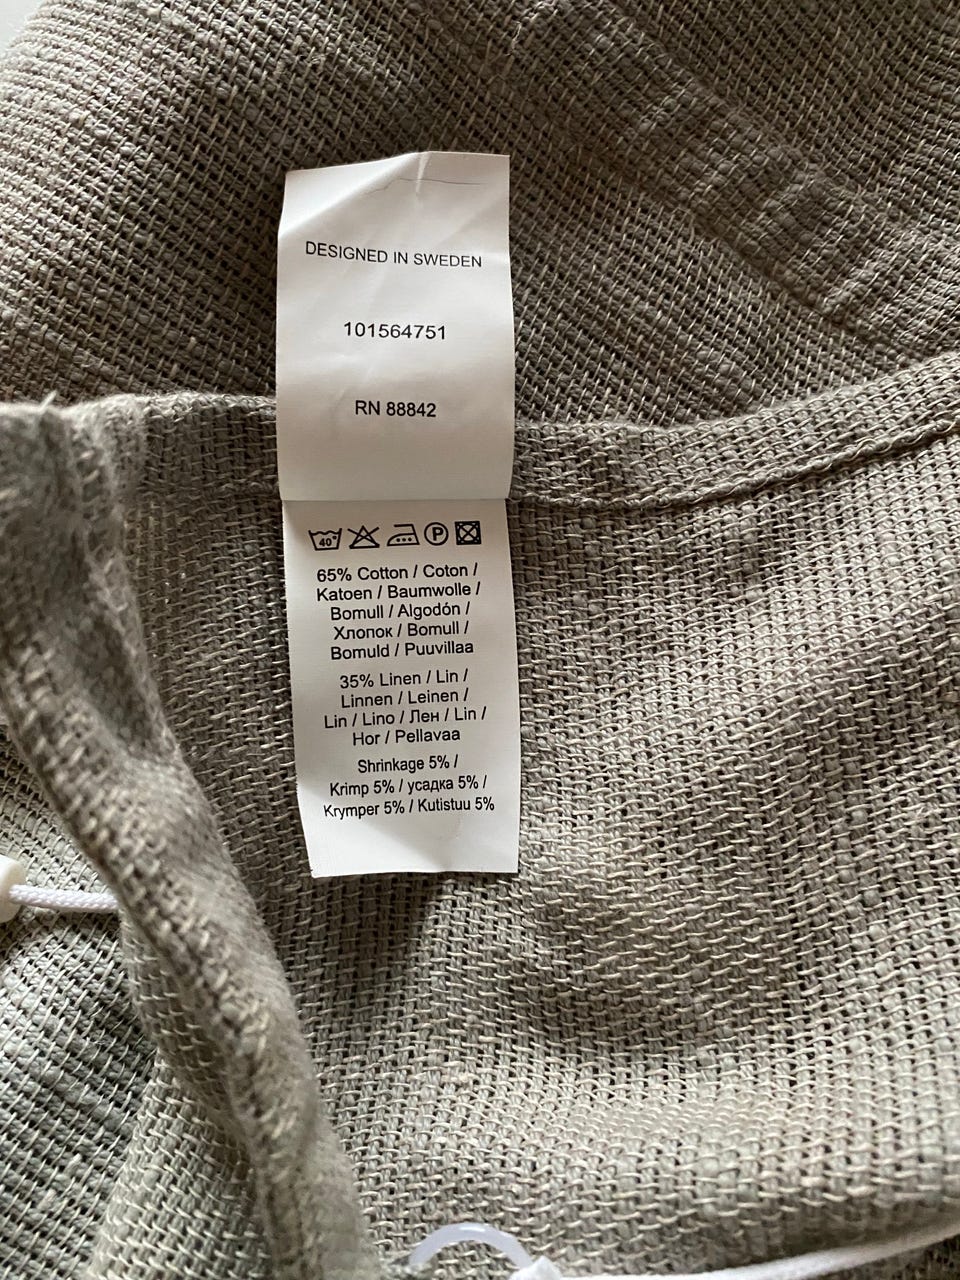 DESIGNED IN SWEDEN
101564751
RN 88842
40° P
65% Cotton / Coton /
Katoen / Baumwolle /
Bomull / Algodón /
Хлопок / Bomull /
Bomuld / Puuvillaa
35% Linen / Lin /
Linnen / Leinen /
Lin / Lino / Лен / Lin /
Hor / Pellavaa
Shrinkage 5% /
Krimp 5% / усадка 5% /
Krymper 5% / Kutistuu 5%